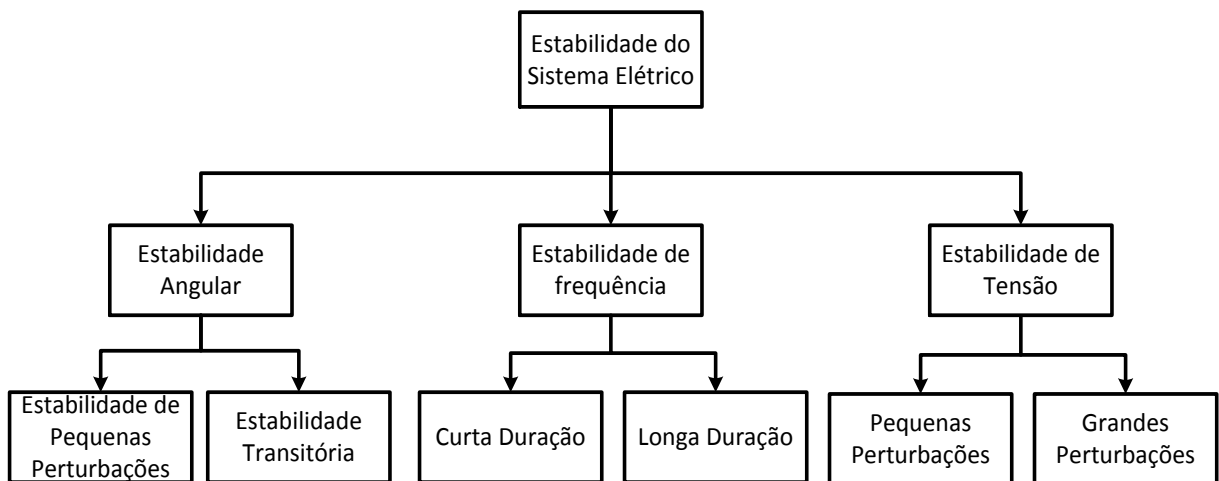 Estabilidade do
Sistema Elétrico
Estabilidade
Angular
Estabilidade de
frequência
Estabilidade de
Tensão
Estabilidade de
Pequenas
Perturbações
Estabilidade
Transitória
Curta Duração
Longa Duração
Pequenas
Perturbações
Grandes
Perturbações